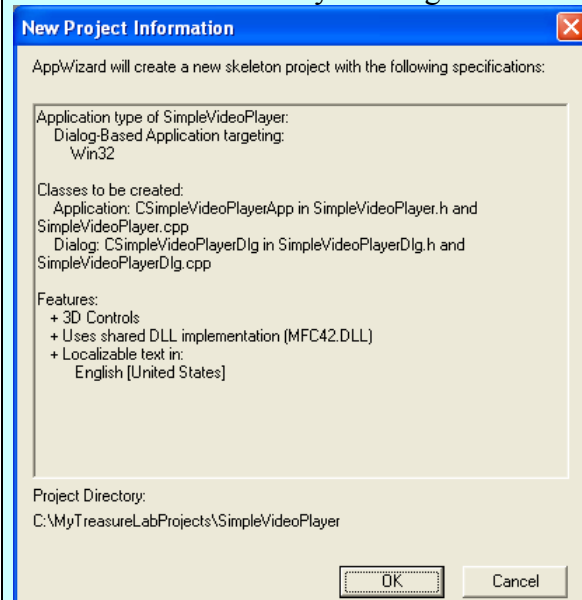 New Project Information
AppWizard will create a new skeleton project with the following specifications:
Application type of SimpleVideoPlayer:
Dialog-Based Application targeting:
Win32
Classes to be created:
Application: CSimpleVideoPlayerApp in SimpleVideoPlayer.h and
SimpleVideoPlayer.cpp
Dialog: CSimpleVideoPlayerDlg in SimpleVideoPlayerDlg.h and
SimpleVideoPlayerDlg.cpp
Features:
+ 3D Controls
+ Uses shared DLL implementation (MFC42.DLL)
+ Localizable text in:
English [United States]
Project Directory:
C:\MyTreasureLabProjects\SimpleVideoPlayer
OK
Cancel